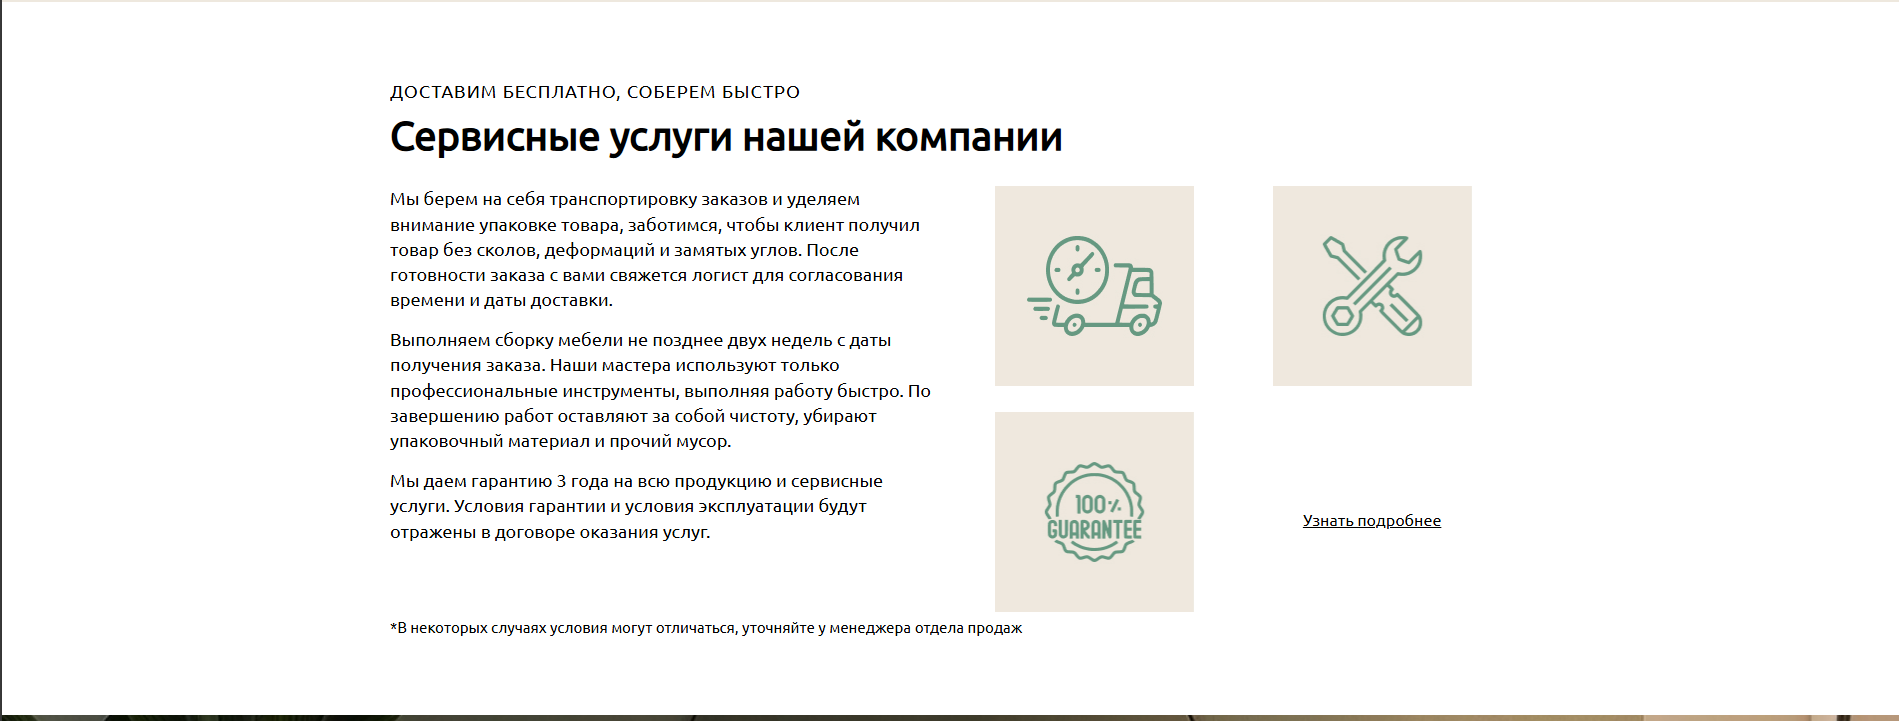 ДОСТАВИМ БЕСПЛАТНО, СОБЕРЕМ БЫСТРО
Сервисные услуги нашей компании
Мы берем на себя транспортировку заказов и уделяем
внимание упаковке товара, заботимся, чтобы клиент получил
товар без сколов, деформаций и замятых углов. После
готовности заказа с вами свяжется логист для согласования
времени и даты доставки.
Выполняем сборку мебели не позднее двух недель с даты
получения заказа. Наши мастера используют только
профессиональные инструменты, выполняя работу быстро. По
завершению работ оставляют за собой чистоту, убирают
упаковочный материал и прочий мусор.
Мы даем гарантию 3 года на всю продукцию и сервисные
услуги. Условия гарантии и условия эксплуатации будут
отражены в договоре оказания услуг.
100%
GUARANTEE
Узнать подробнее
*В некоторых случаях условия могут отличаться, уточняйте у менеджера отдела продаж